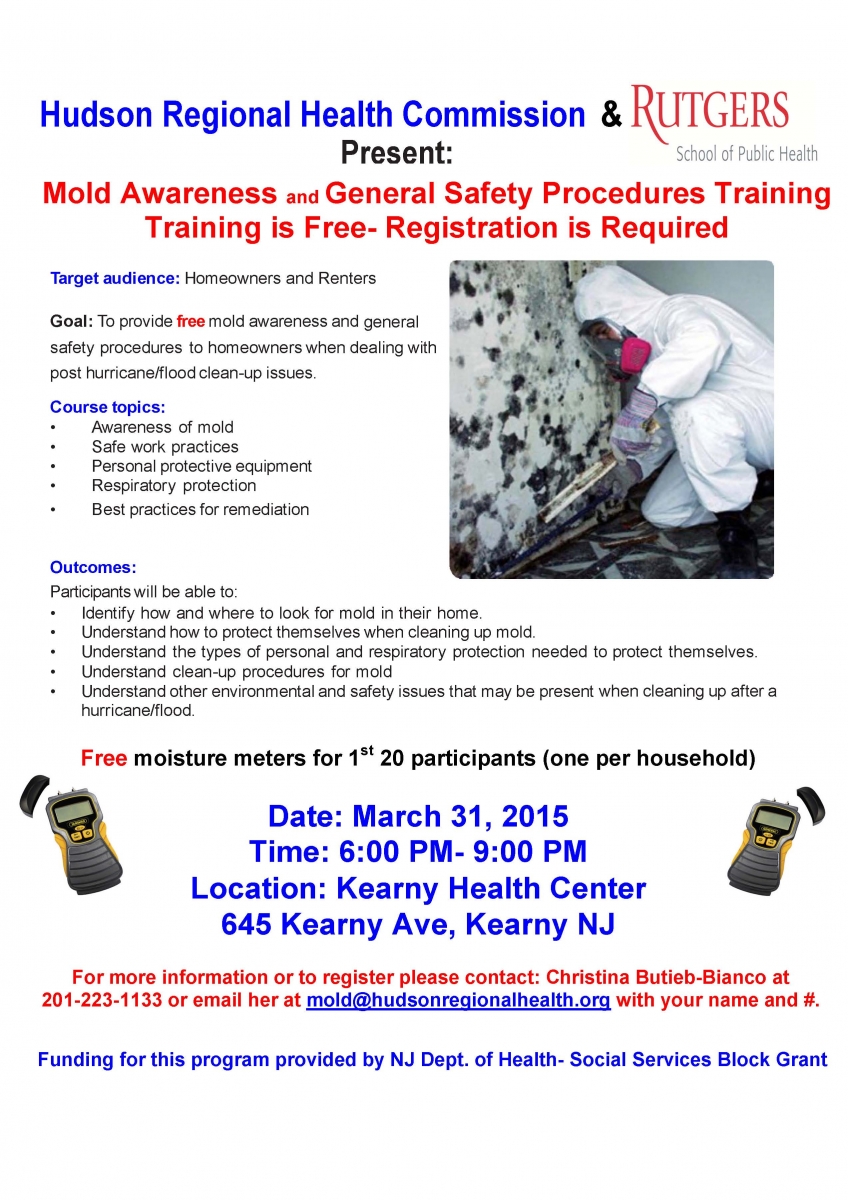 Hudson Regional Health Commission & RUTGERS
School of Public Health
Present:
Mold Awareness and General Safety Procedures Training
Training is Free- Registration is Required
Target audience: Homeowners and Renters
Goal: To provide free mold awareness and general
safety procedures to homeowners when dealing with
post hurricane/flood clean-up issues.
Course topics:
• Awareness of mold
• Safe work practices
• Personal protective equipment
• Respiratory protection
• Best practices for remediation
Outcomes:
Participants will be able to:
• Identify how and where to look for mold in their home.
• Understand how to protect themselves when cleaning up mold.
• Understand the types of personal and respiratory protection needed to protect themselves.
• Understand clean-up procedures for mold
• Understand other environmental and safety issues that may be present when cleaning up after a
hurricane/flood.
Free moisture meters for 1st 20 participants (one per household)
Date: March 31, 2015
Time: 6:00 PM- 9:00 PM
Location: Kearny Health Center
645 Kearny Ave, Kearny NJ
For more information or to register please contact: Christina Butieb-Bianco at
201-223-1133 or email her at mold@hudsonregionalhealth.org with your name and #.
Funding for this program provided by NJ Dept. of Health- Social Services Block Grant